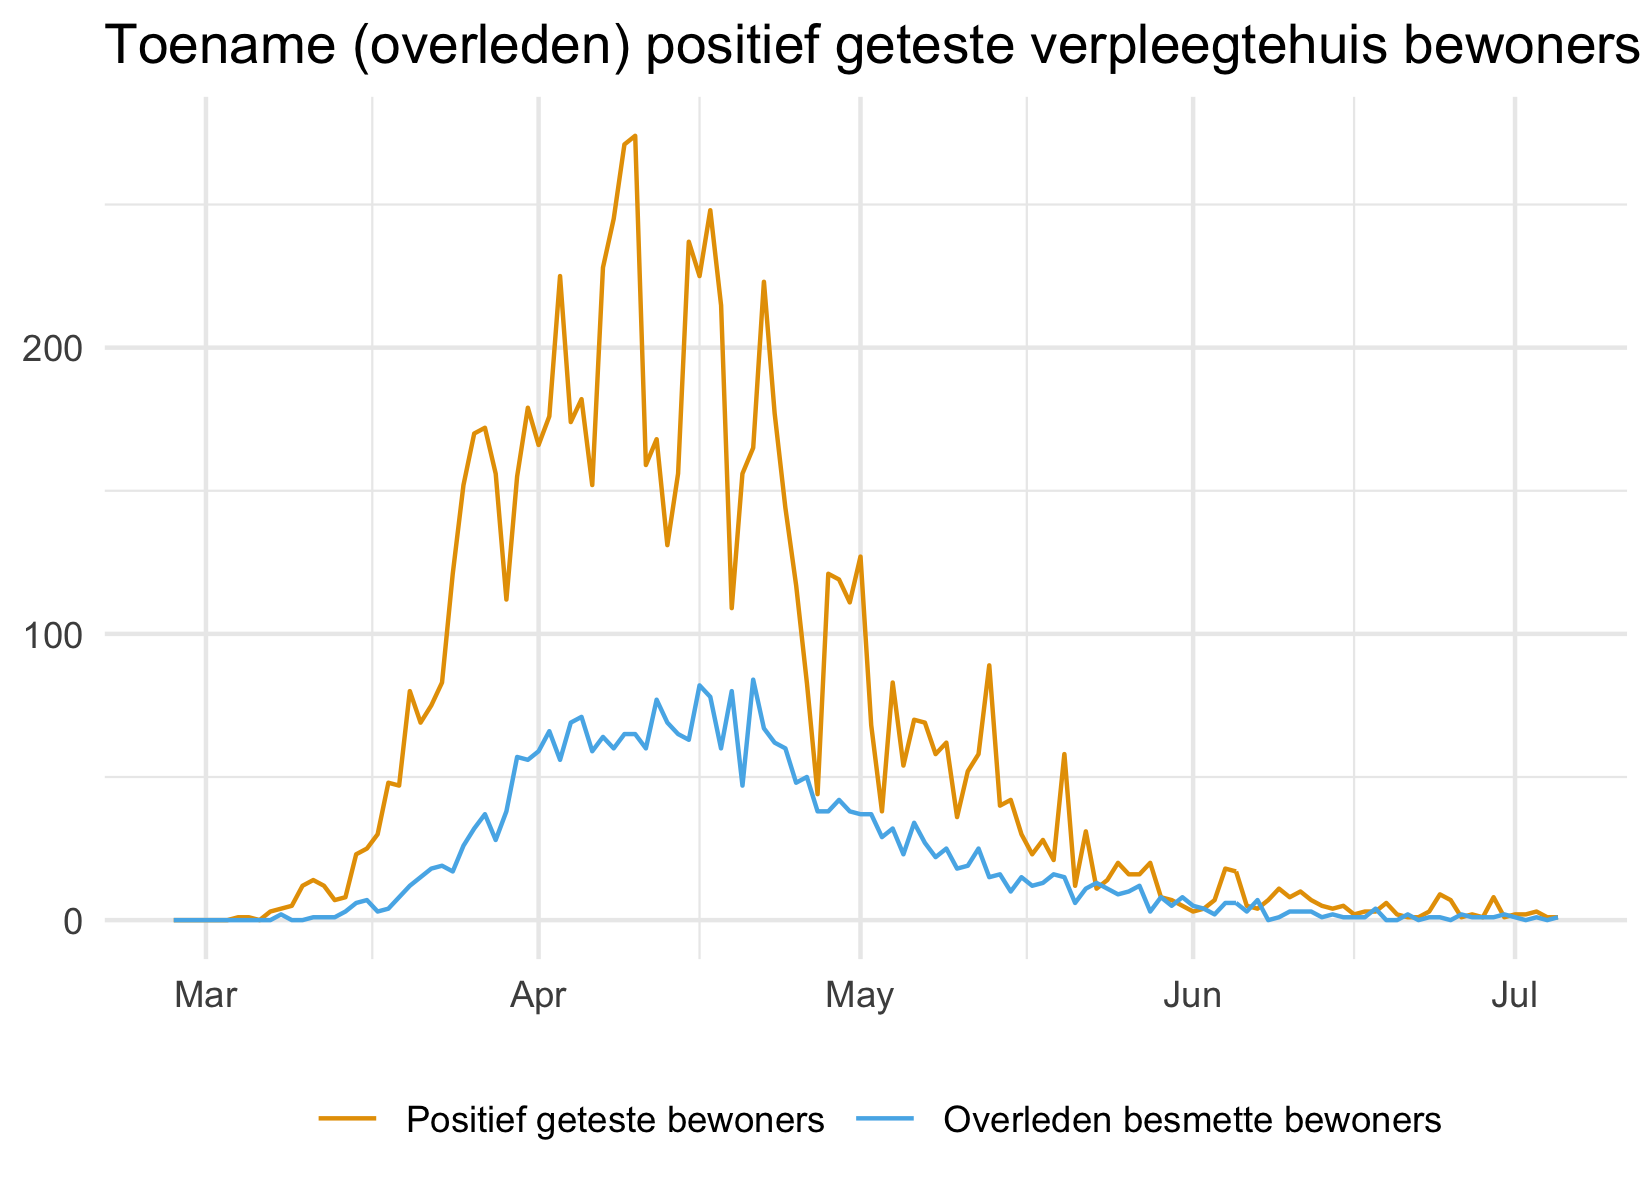 Toename (overleden) positief geteste verpleegtehuis bewoners
200
100
0
Mar Apr May Jun Jul
Positief geteste bewoners Overleden besmette bewoners